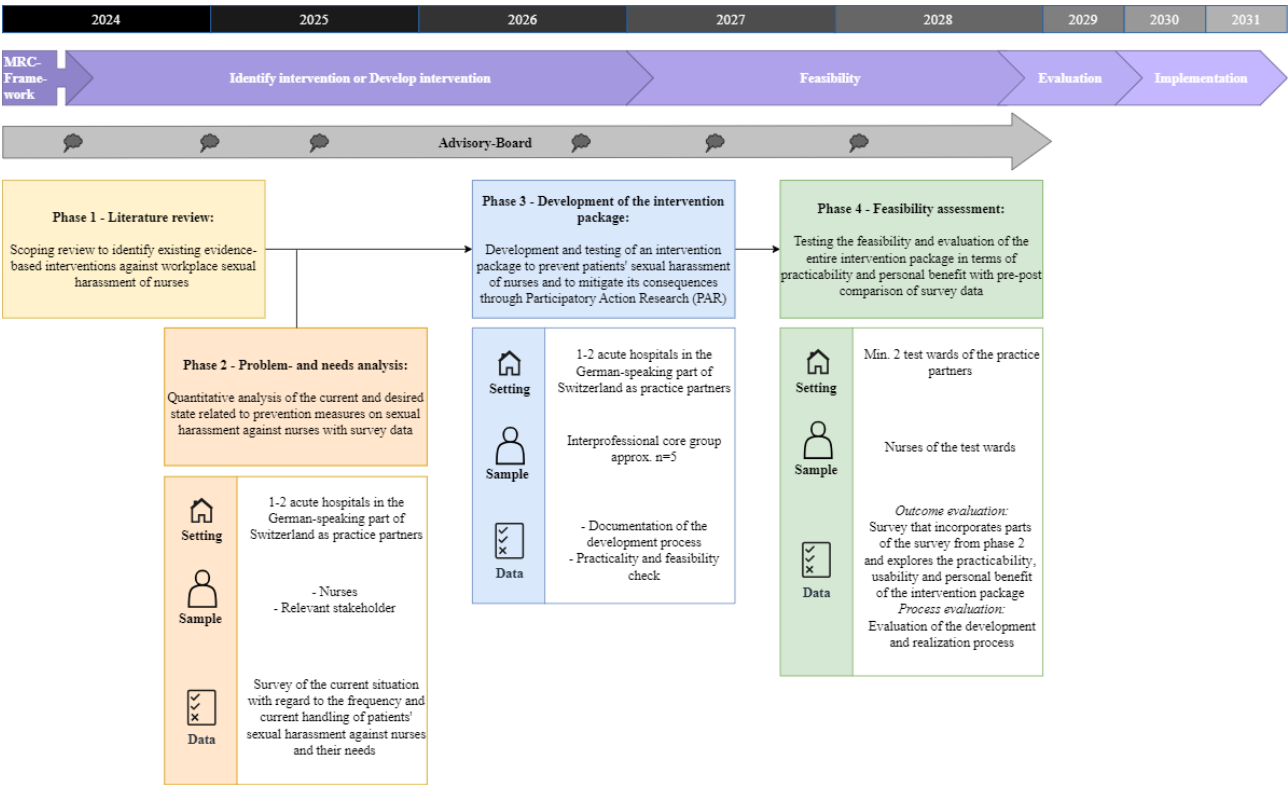 2024 2025 2026 2027 2028 2029 2030 2031
MRC-
Frame-
work
Identify intervention or Develop intervention
Feasibility
Evaluation
Implementation
Advisory-Board
Phase 1 - Literature review:
Scoping review to identify existing evidence-
based interventions against workplace sexual
harassment of nurses
Phase 2 - Problem- and needs analysis:
Quantitative analysis of the current and desired
state related to prevention measures on sexual
harassment against nurses with survey data
Setting
1-2 acute hospitals in the
German-speaking part of
Switzerland as practice partners
Sample
- Nurses
- Relevant stakeholder
Data
Survey of the current situation
with regard to the frequency and
current handling of patients'
sexual harassment against nurses
and their needs
Phase 3 - Development of the intervention
package:
Development and testing of an intervention
package to prevent patients' sexual harassment
of nurses and to mitigate its consequences
through Participatory Action Research (PAR)
Setting
1-2 acute hospitals in the
German-speaking part of
Switzerland as practice partners
Sample
Interprofessional core group
approx. n=5
Data
- Documentation of the
development process
- Practicality and feasibility
check
Phase 4 - Feasibility assessment:
Testing the feasibility and evaluation of the
entire intervention package in terms of
practicability and personal benefit with pre-post
comparison of survey data
Setting
Min. 2 test wards of the practice
partners
Sample
Nurses of the test wards
Data
Outcome evaluation:
Survey that incorporates parts
of the survey from phase 2
and explores the practicability,
usability and personal benefit
of the intervention package
Process evaluation:
Evaluation of the development
and realization process